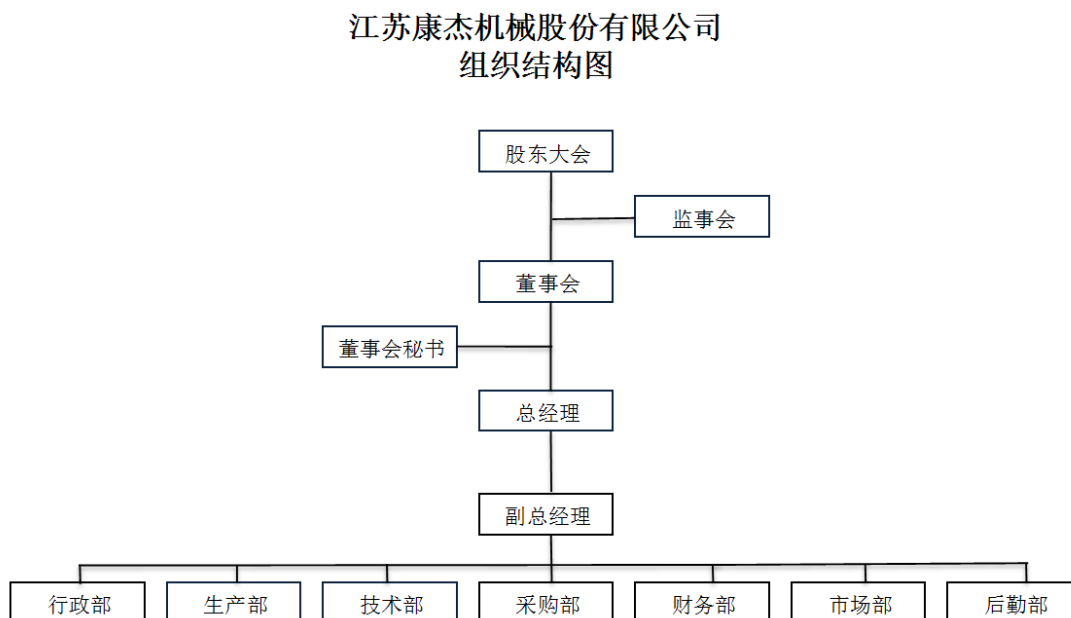 江苏康杰机械股份有限公司
组织结构图
股东大会
监事会
董事会
董事会秘书
总经理
副总经理
行政部
生产部
技术部
采购部
财务部
市场部
后勤部